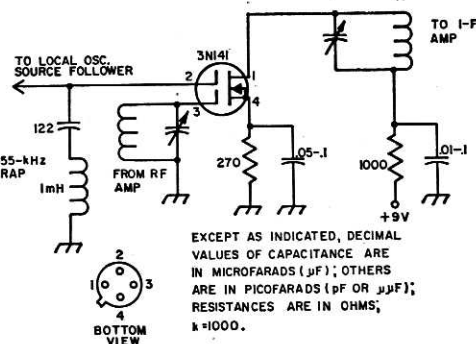 TO LOCAL OSC.
SOURCE FOLLOWER
3N141
TO I-F
AMP
2
1
3
4
122
55-kHz
RAP
1mH
FROM RF
AMP
270
.05-.1
1000
.01-.1
+9V
EXCEPT AS INDICATED, DECIMAL
VALUES OF CAPACITANCE ARE
IN MICROFARADS (µF); OTHERS
ARE IN PICOFARADS (pF OR µµF);
RESISTANCES ARE IN OHMS;
k=1000.
2
1
3
4
BOTTOM
VIEW